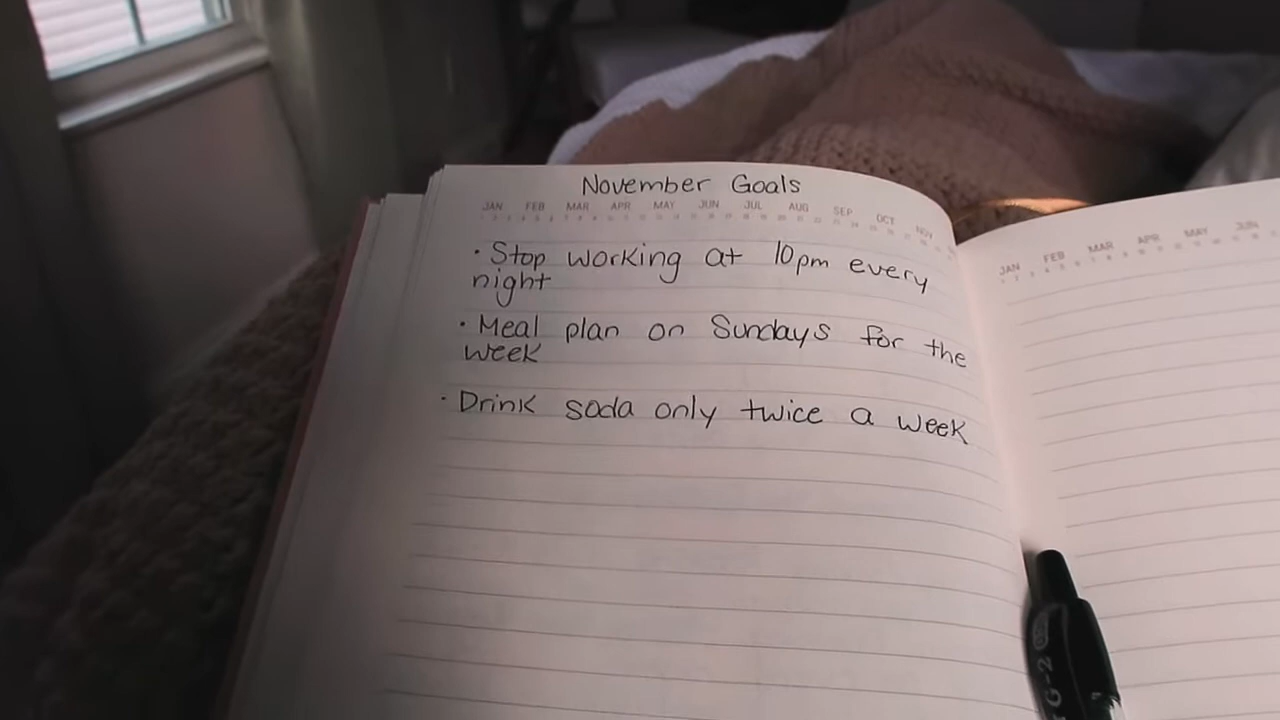 November Goals
JAN FEB MAR APR MAY JUN JUL AUG SEP OCT NOV
• Stop working at 10pm every
night
• Meal plan on Sundays for the
week
• Drink soda only twice a week
JAN FEB MAR APR MAY JUN
G-2